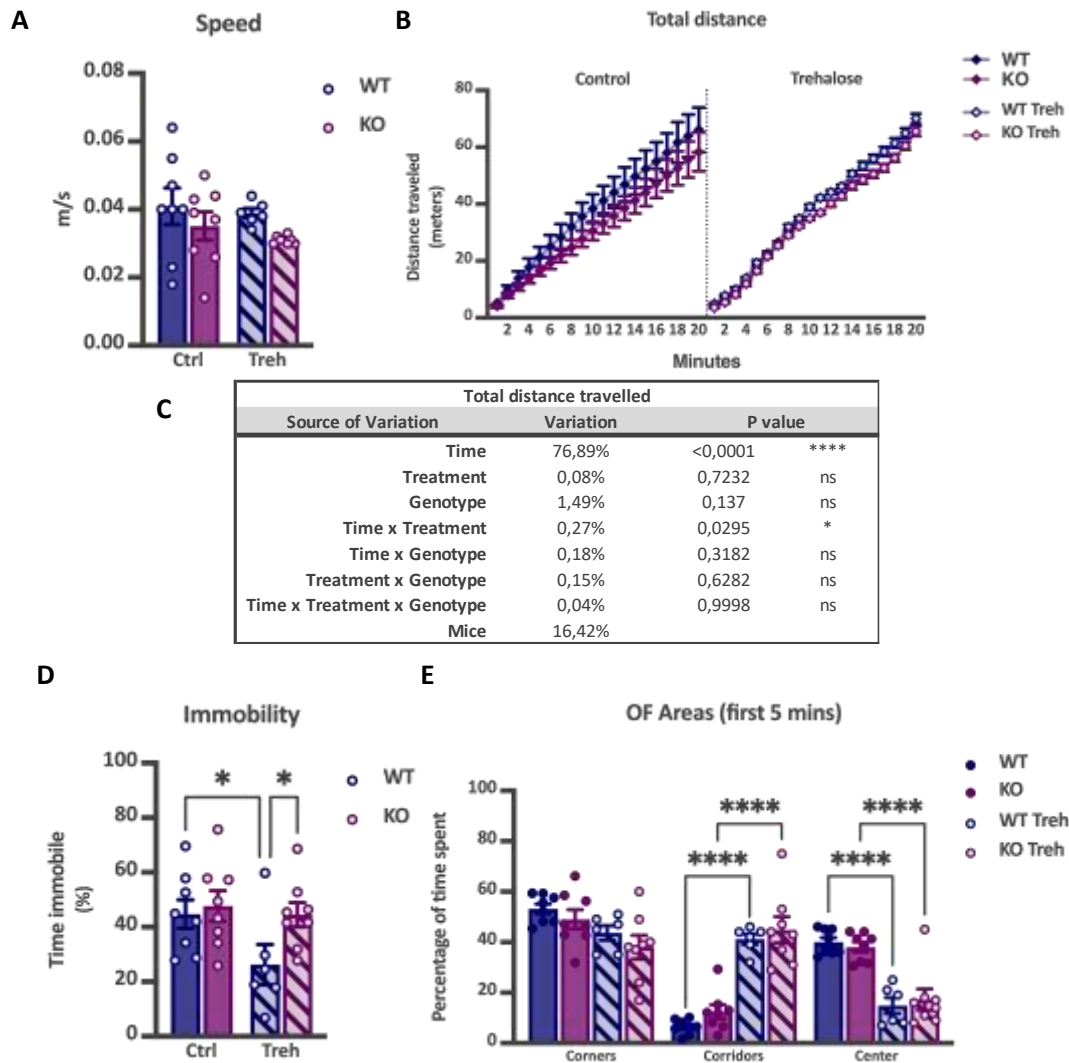 A
Speed
0.08
0.06
0.04
0.02
0.00
m/s
Ctrl
Treh
WT
KO
B
Total distance
Control
Trehalose
80
60
40
20
0
Distance traveled
(meters)
2 4 6 8 10 12 14 16 18 20
2 4 6 8 10 12 14 16 18 20
Minutes
WT
KO
WT Treh
KO Treh
C
Total distance travelled
Source of Variation Variation P value
Time 76,89% <0,0001 ****
Treatment 0,08% 0,7232 ns
Genotype 1,49% 0,137 ns
Time x Treatment 0,27% 0,0295 *
Time x Genotype 0,18% 0,3182 ns
Treatment x Genotype 0,15% 0,6282 ns
Time x Treatment x Genotype 0,04% 0,9998 ns
Mice 16,42%
D
Immobility
100
80
60
40
20
0
Time immobile
(%)
* *
Ctrl
Treh
WT
KO
E
OF Areas (first 5 mins)
100
80
60
40
20
0
Percentage of time spent
**** ****
**** ****
Corners
Corridors
Center
WT
KO
WT Treh
KO Treh